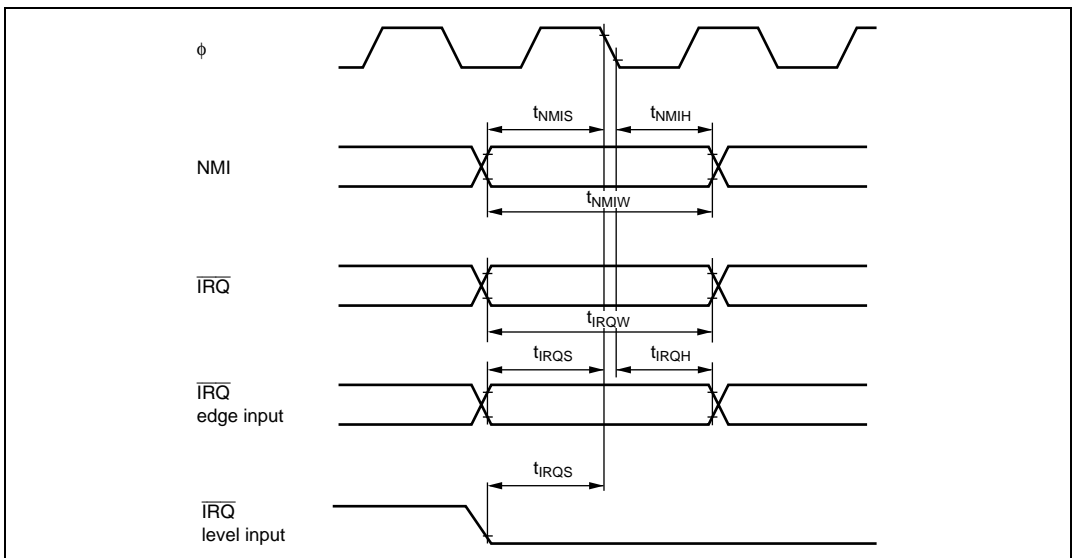 φ
tNMIS
tNMIH
NMI
tNMIW
IRQ
tIRQW
tIRQS
tIRQH
IRQ
edge input
tIRQS
IRQ
level input